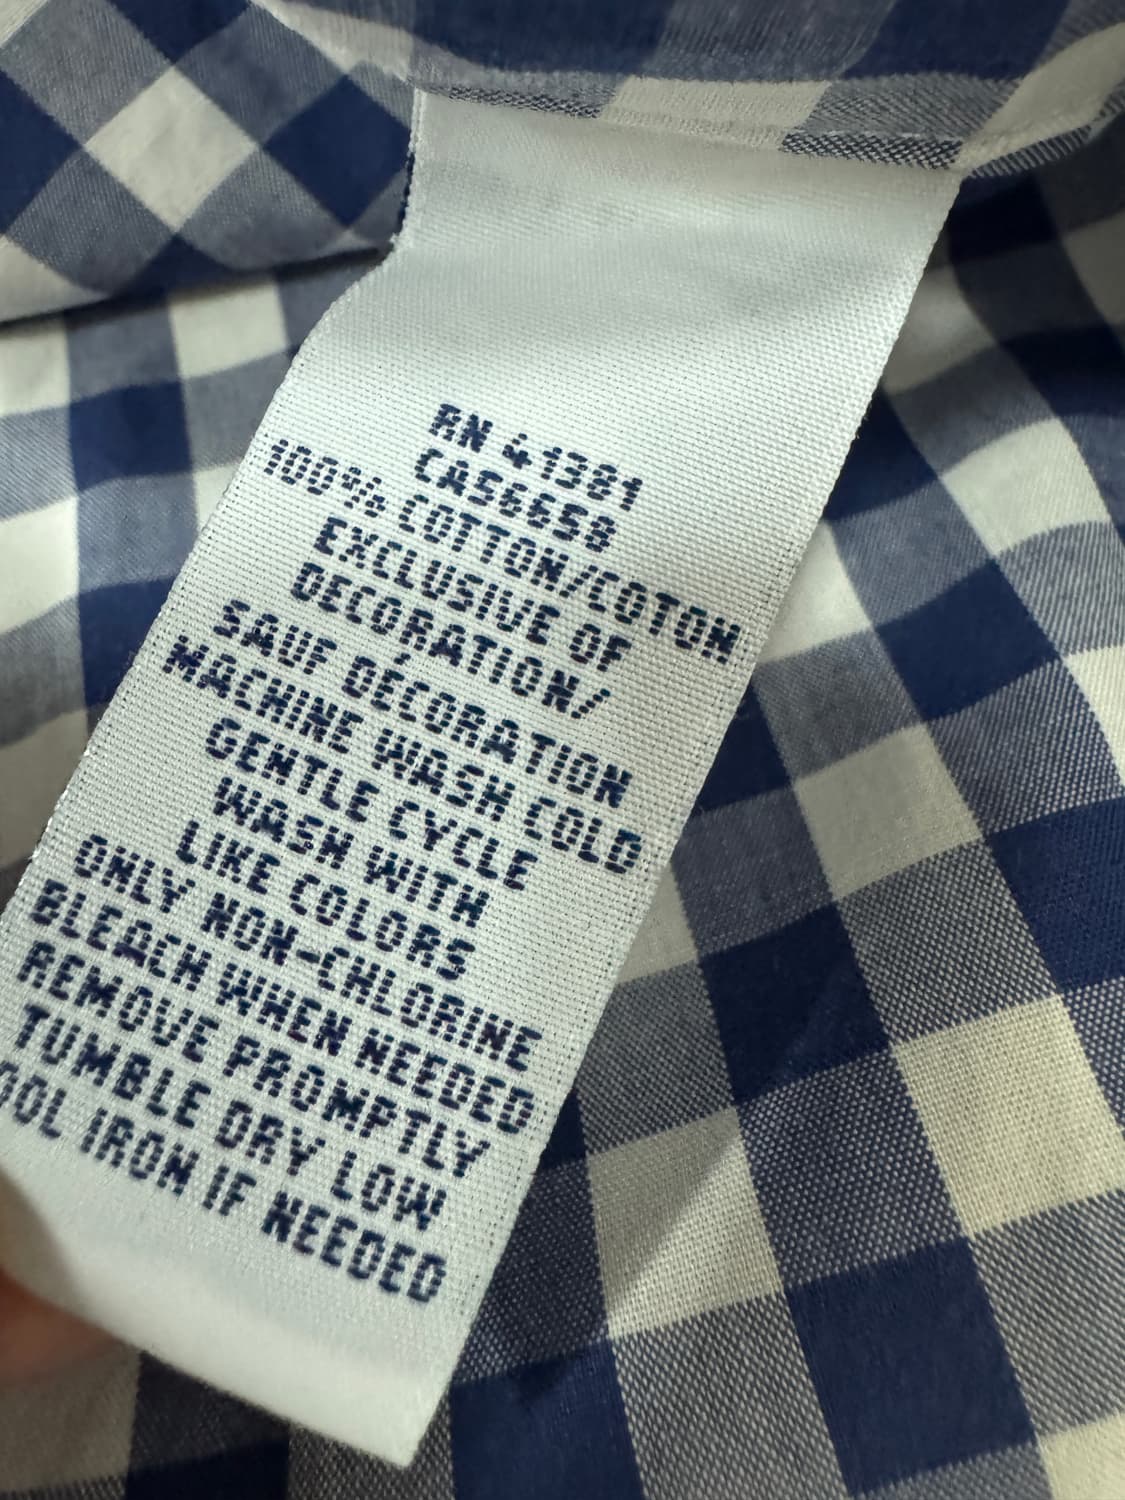 RN 41381
CA56658
100% COTTON/COTON
EXCLUSIVE OF
DECORATION/
SAUF DÉCORATION
MACHINE WASH COLD
GENTLE CYCLE
WASH WITH
LIKE COLORS
ONLY NON-CHLORINE
BLEACH WHEN NEEDED
REMOVE PROMPTLY
TUMBLE DRY LOW
OOL IRON IF NEEDED